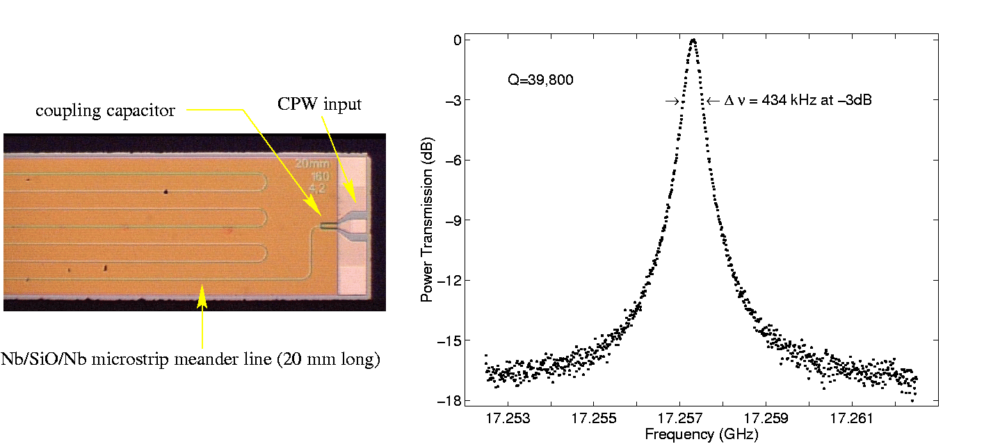 coupling capacitor
CPW input
20mm
160
4,2
Nb/SiO/Nb microstrip meander line (20 mm long)
Power Transmission (dB)
0
−3
−6
−9
−12
−15
−18
Q=39,800
→ ← Δ ν = 434 kHz at −3dB
17.253 17.255 17.257 17.259 17.261
Frequency (GHz)